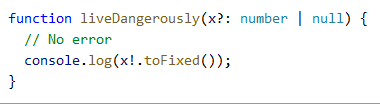 function liveDangerously(x?: number | null) {
  // No error
  console.log(x!.toFixed());
}